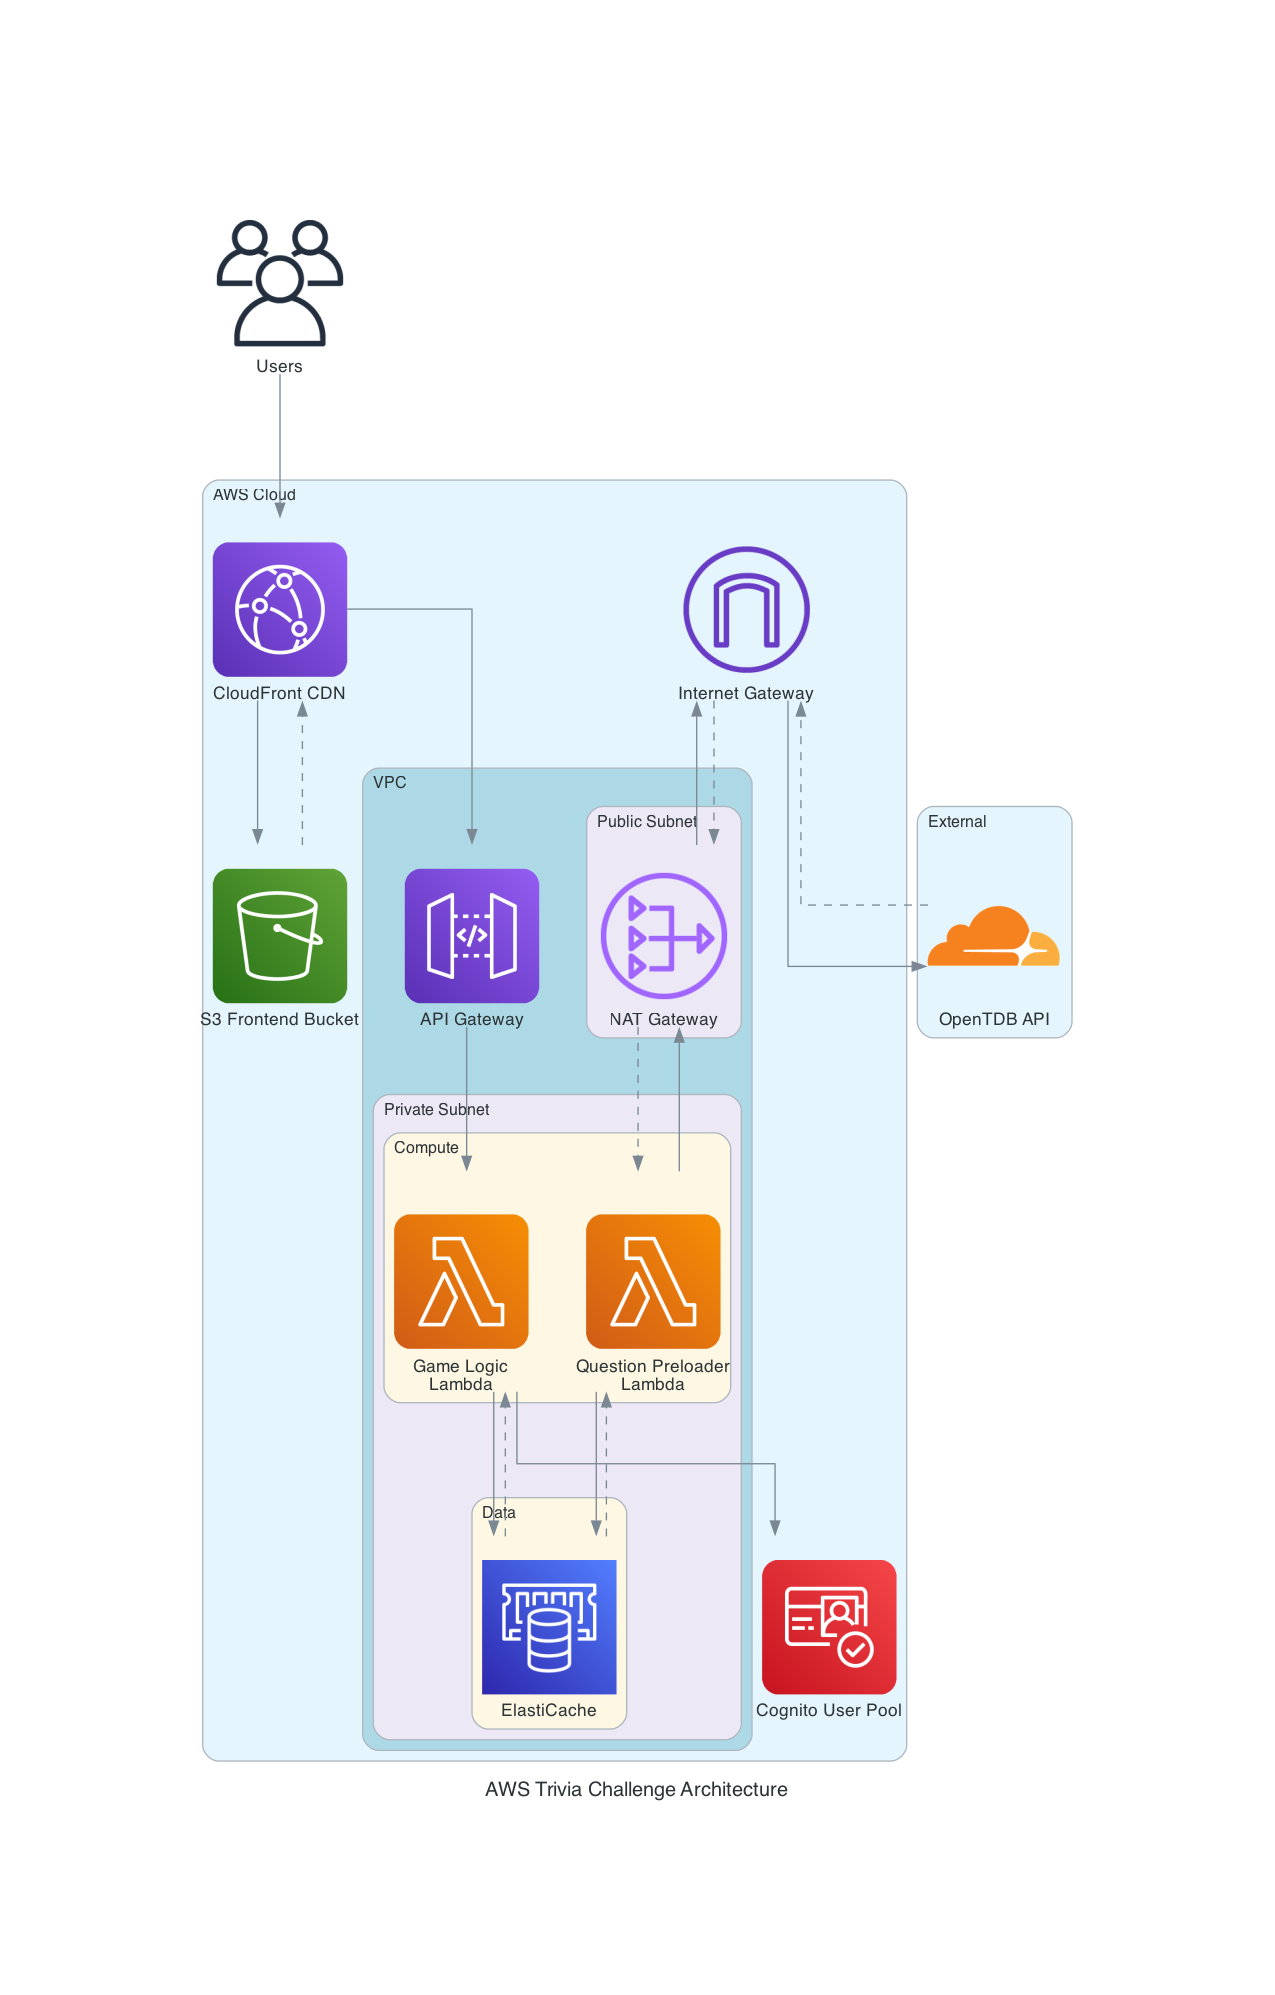 Users
AWS Cloud
CloudFront CDN
Internet Gateway
VPC
Public Subnet
External
</>
S3 Frontend Bucket
API Gateway
NAT Gateway
OpenTDB API
Private Subnet
Compute
Game Logic
Lambda
Question Preloader
Lambda
Data
ElastiCache
Cognito User Pool
AWS Trivia Challenge Architecture